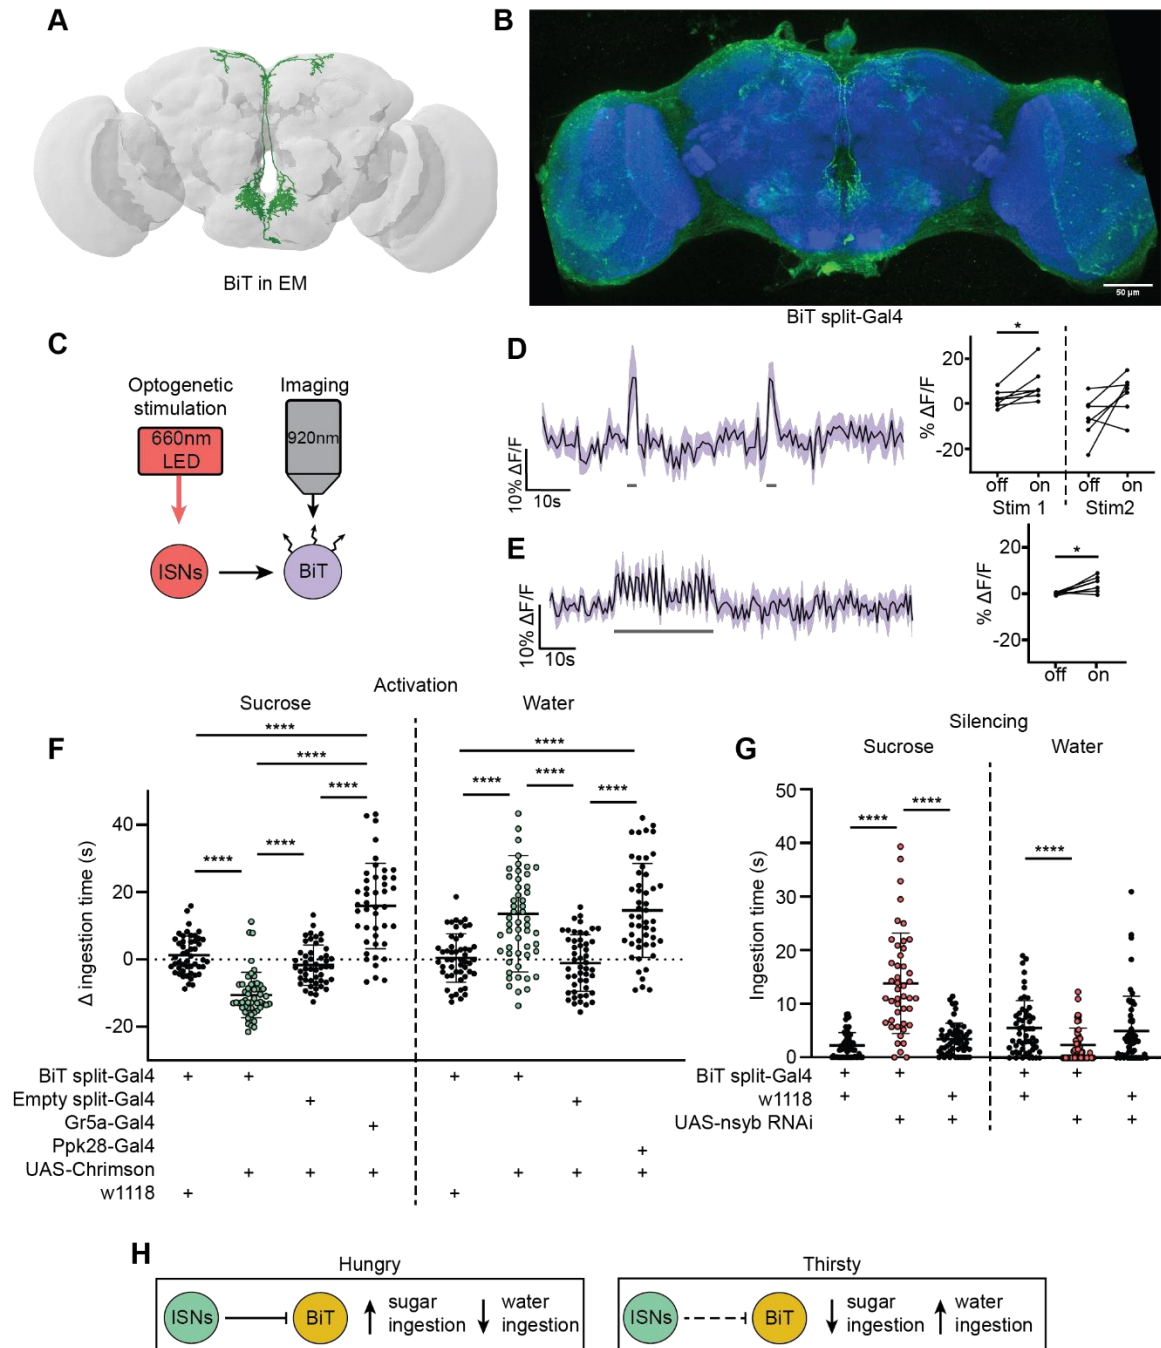 A
B
BiT in EM
50 µm
BiT split-Gal4
C
Optogenetic
stimulation
Imaging
660nm
LED
920nm
ISNs
BiT
D
10% ΔF/F
10s
% ΔF/F
20
0
-20
*
off on off on
Stim 1 Stim2
E
10% ΔF/F
10s
% ΔF/F
20
0
-20
*
off on
Activation
Sucrose
Water
F
Δ ingestion time (s)
40
20
0
-20
****
****
****
****
****
****
****
****
****
BiT split-Gal4 + + + +
Empty split-Gal4 + +
Gr5a-Gal4 +
Ppk28-Gal4 +
UAS-Chrimson + + + + + +
w1118 + +
Silencing
Sucrose
Water
G
Ingestion time (s)
50
40
30
20
10
0
****
****
****
BiT split-Gal4 + + + +
w1118 + + + +
UAS-nsyb RNAi + + + +
H
Hungry
ISNs
BiT
sugar
ingestion
water
ingestion
Thirsty
ISNs
BiT
sugar
ingestion
water
ingestion